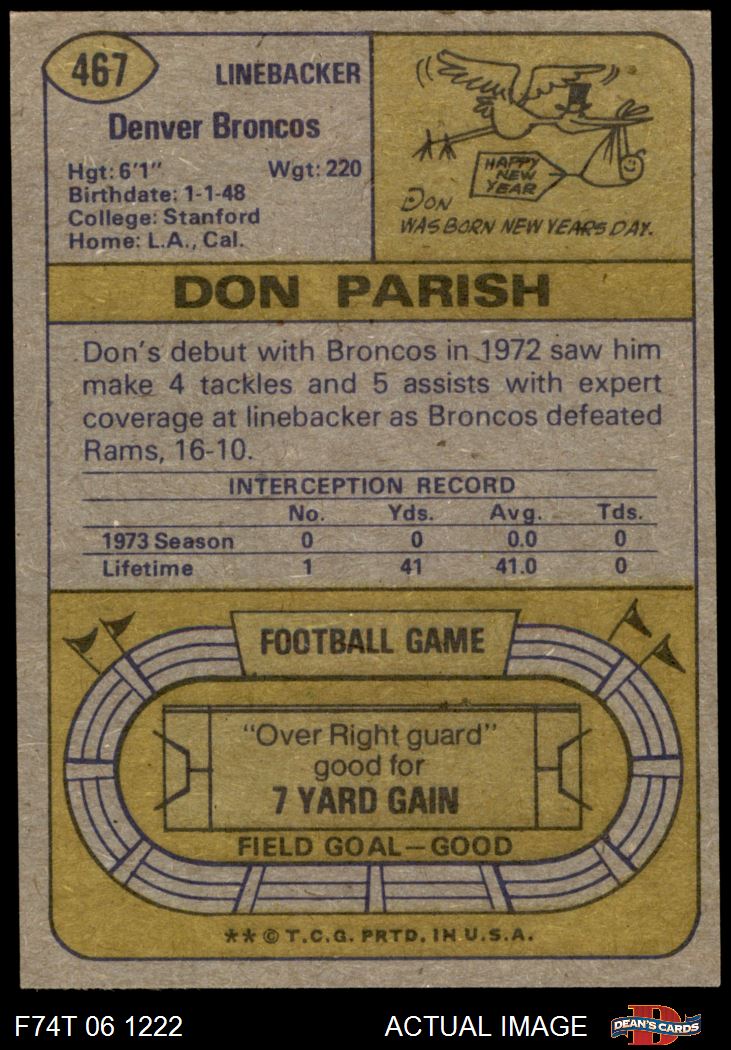 467
LINEBACKER
Denver Broncos
Hgt: 6'1" Wgt: 220
Birthdate: 1-1-48
College: Stanford
Home: L.A., Cal.
HAPPY
NEW
YEAR
DON
WAS BORN NEW YEARS DAY.
DON PARISH
Don's debut with Broncos in 1972 saw him
make 4 tackles and 5 assists with expert
coverage at linebacker as Broncos defeated
Rams, 16-10.
INTERCEPTION RECORD
No. Yds. Avg. Tds.
1973 Season 0 0 0.0 0
Lifetime 1 41 41.0 0
FOOTBALL GAME
"Over Right guard"
good for
7 YARD GAIN
FIELD GOAL—GOOD
** © T.C.G. PRTD. IN U.S.A.
F74T 06 1222 ACTUAL IMAGE
D
DEAN'S CARDS